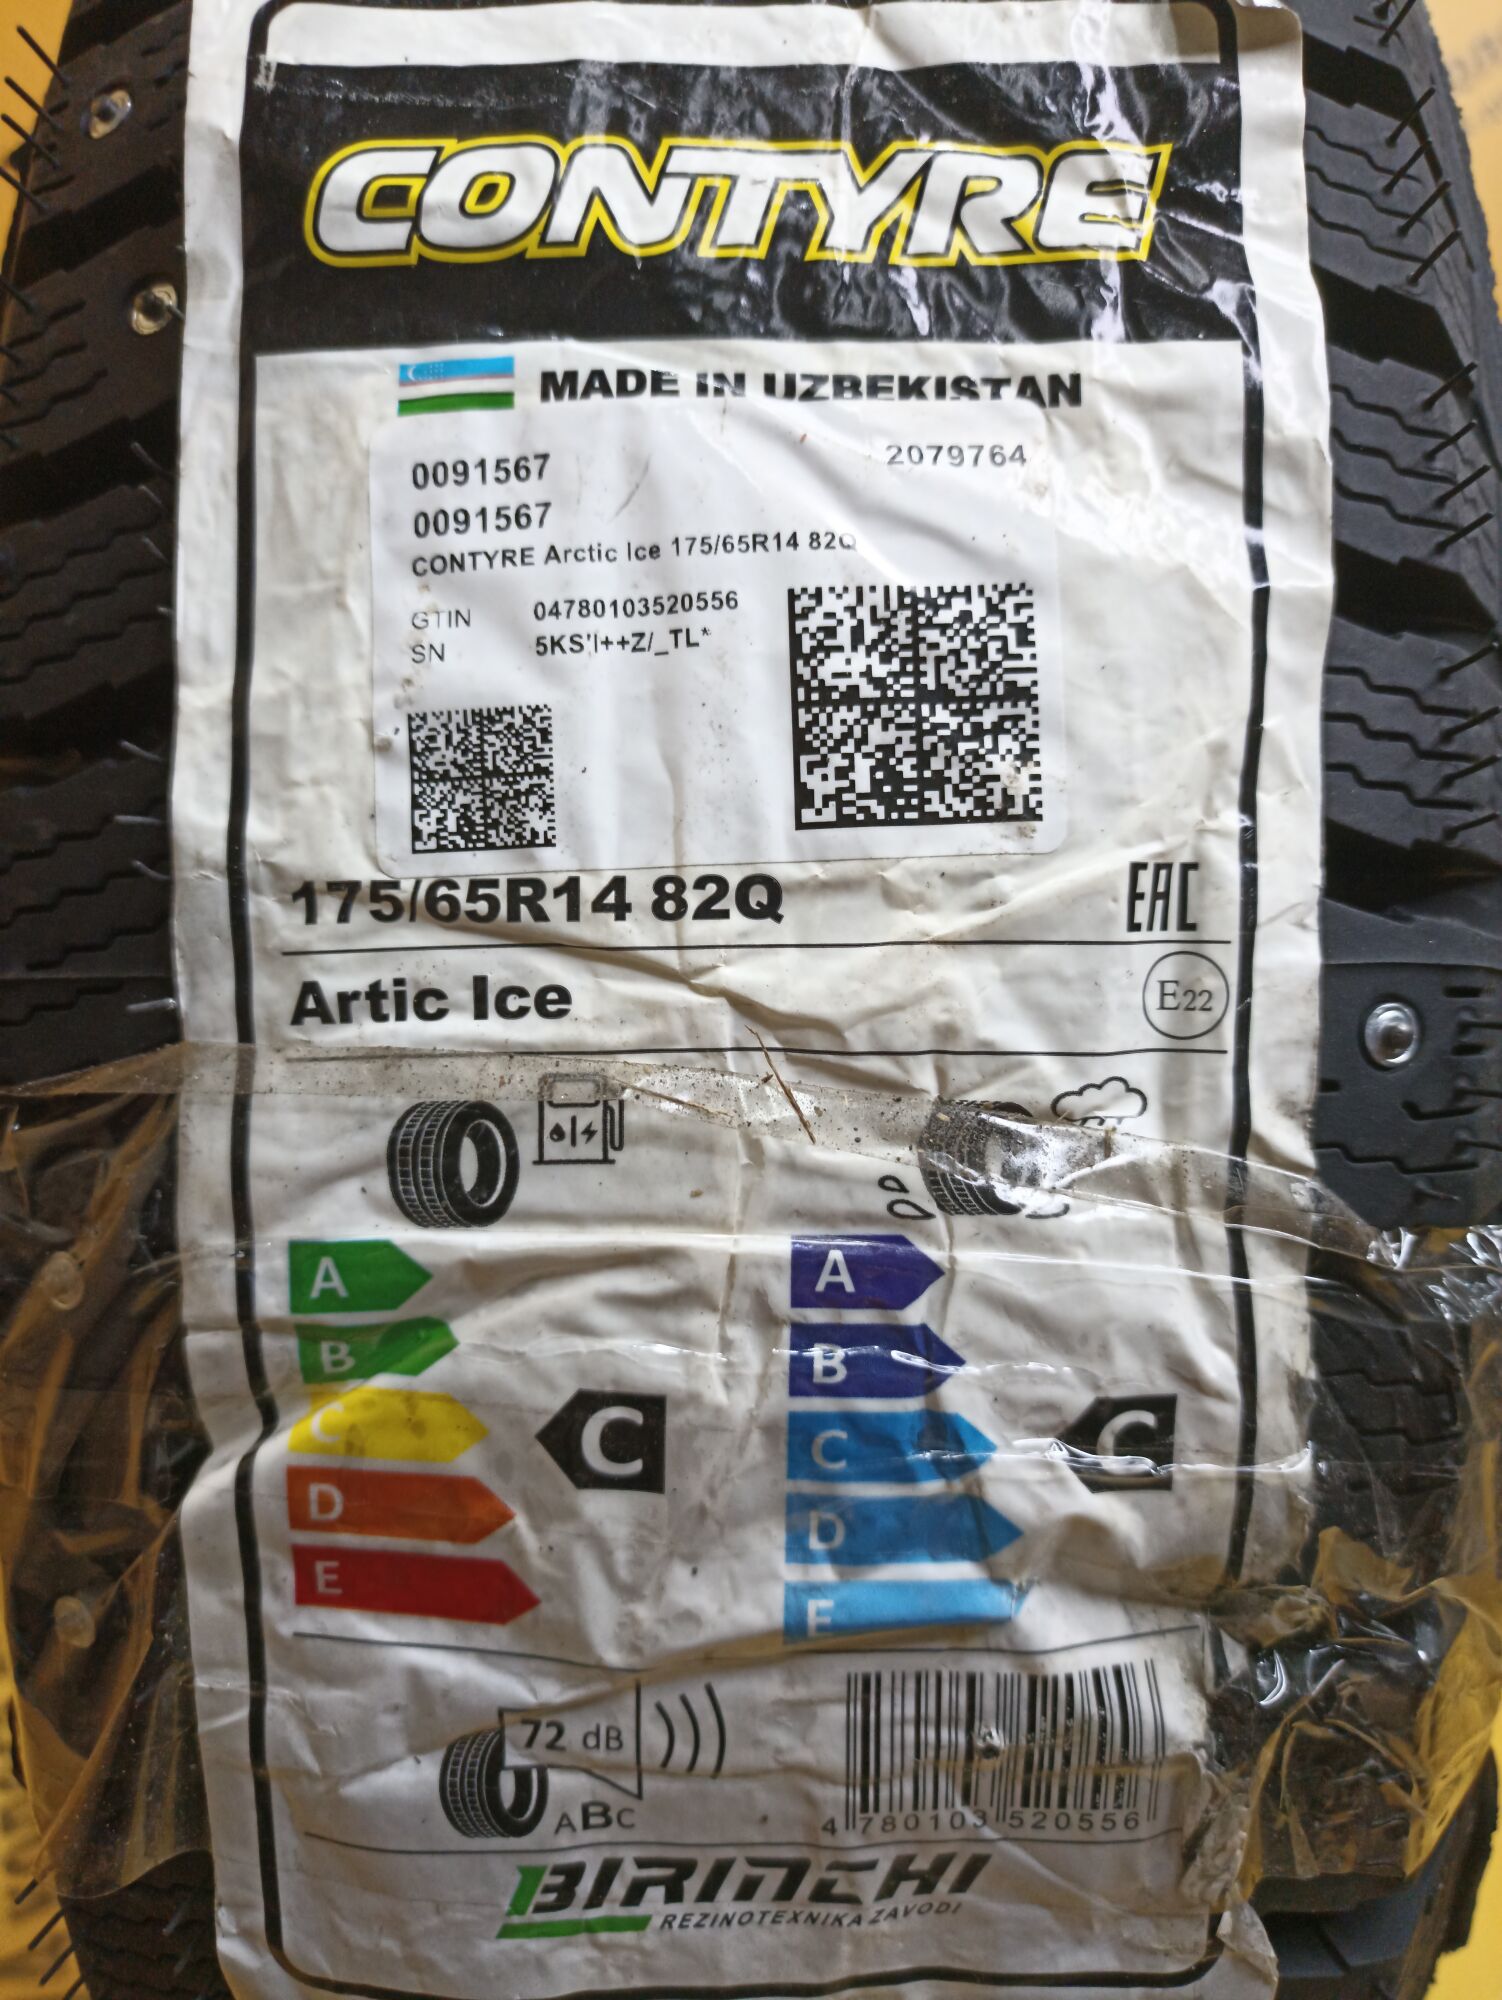 CONTYRE
MADE IN UZBEKISTAN
0091567
2079764
0091567
CONTYRE Arctic Ice 175/65R14 82Q
GTIN 04780103520556
SN 5KS'I++Z/_TL*
175/65R14 82Q
EAC
Artic Ice
E22
A
A
B
B
C
C
C
C
D
D
E
E
72 dB
ABC
4 780103 520556
BIRINCHI
REZINOTEXNIKA ZAVODI